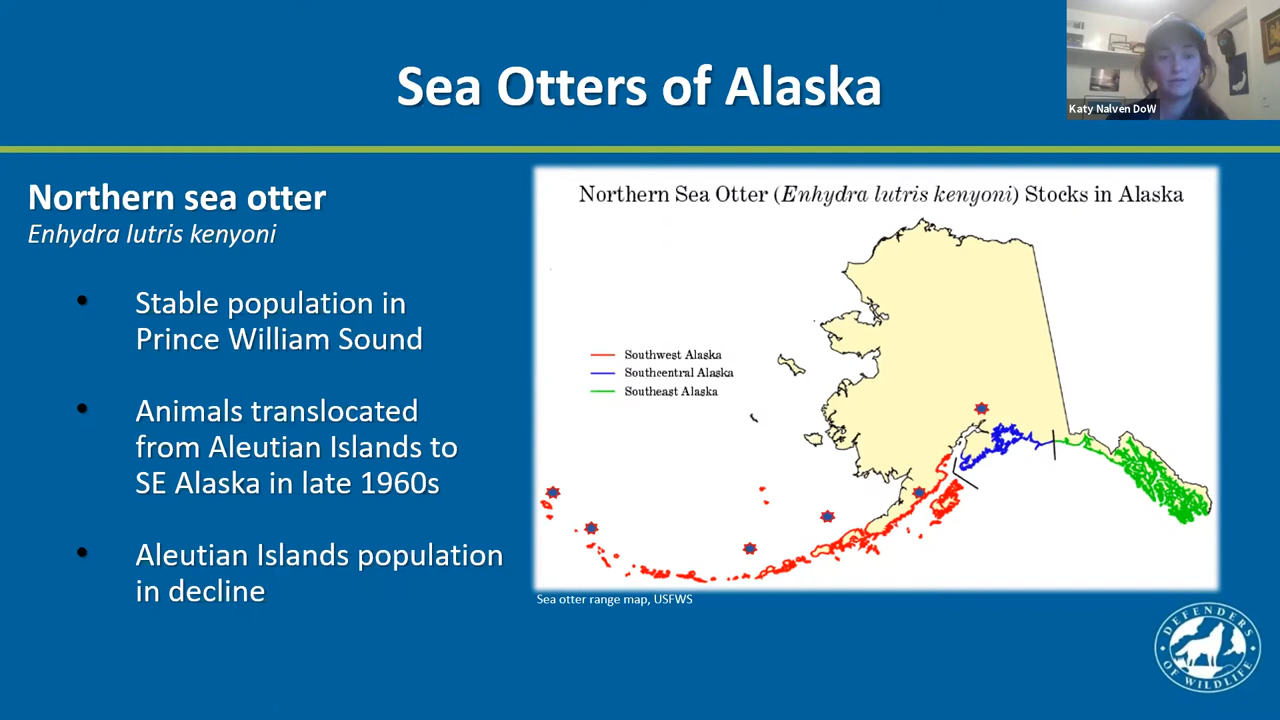 Sea Otters of Alaska
Katy Nalven DoW
Northern sea otter
Enhydra lutris kenyoni
• Stable population in
Prince William Sound
• Animals translocated
from Aleutian Islands to
SE Alaska in late 1960s
• Aleutian Islands population
in decline
Northern Sea Otter (Enhydra lutris kenyoni) Stocks in Alaska
Southwest Alaska
Southcentral Alaska
Southeast Alaska
Sea otter range map, USFWS
DEFENDERS
OF WILDLIFE